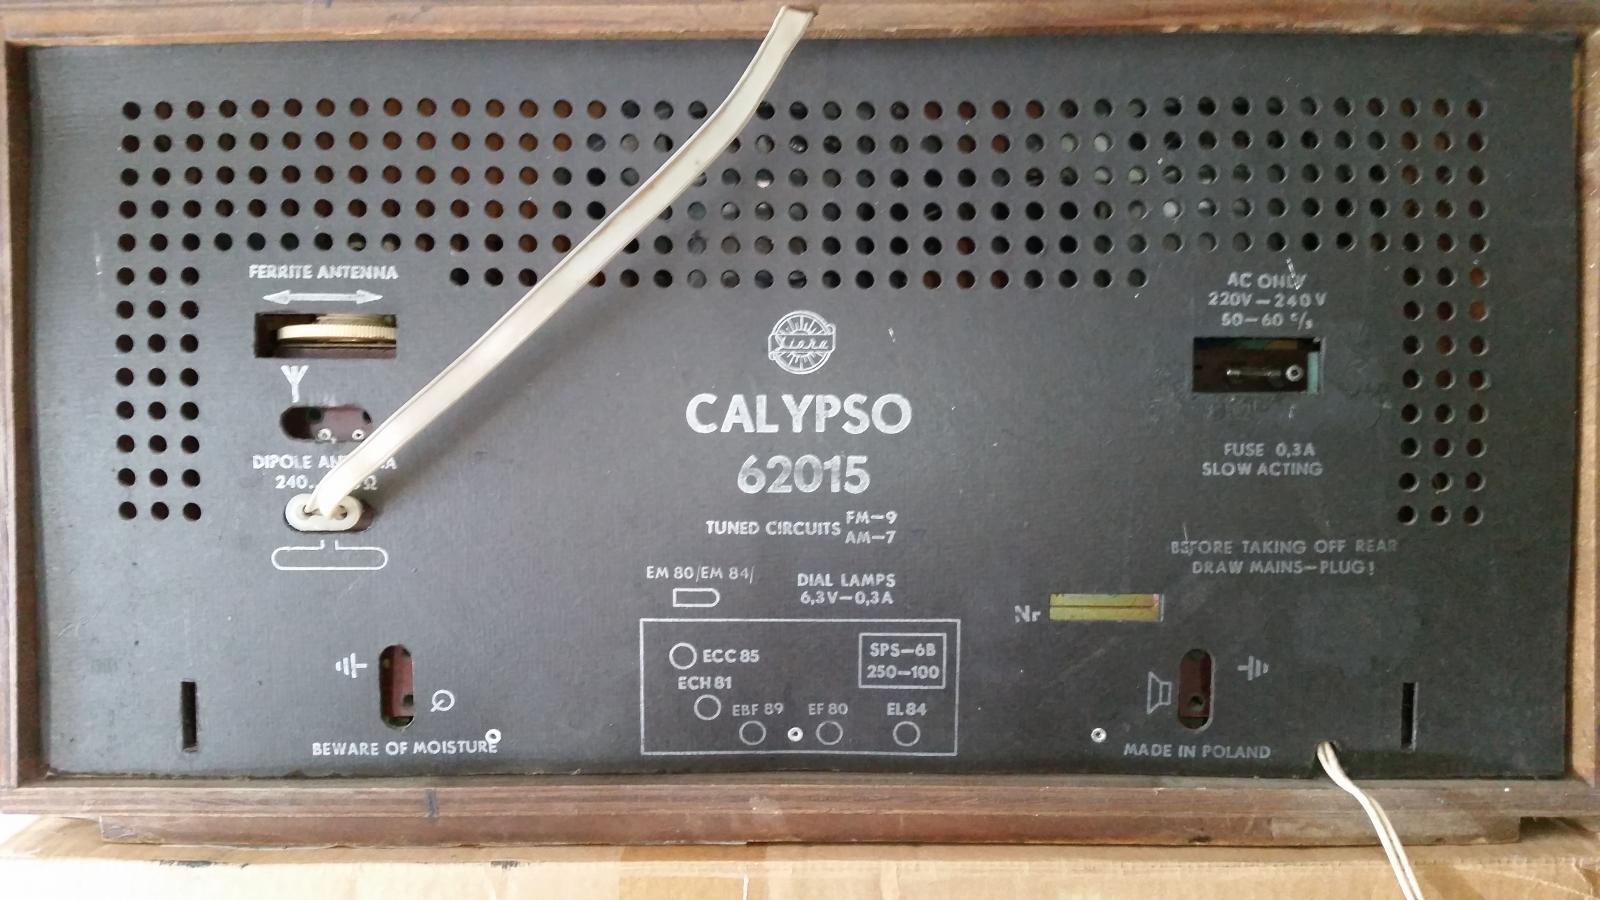 FERRITE ANTENNA
AC ONLY
220V–240V
50–60 c/s
Diora
CALYPSO
DIPOLE
240..
Ω
FUSE 0,3A
SLOW ACTING
62015
TUNED CIRCUITS FM–9
AM–7
BEFORE TAKING OFF REAR
DRAW MAINS–PLUG!
EM 80/EM 84/
DIAL LAMPS
6,3V–0,3A
Nr
ECC 85
SPS–6B
250–100
ECH 81
EBF 89
EF 80
EL 84
BEWARE OF MOISTURE
MADE IN POLAND